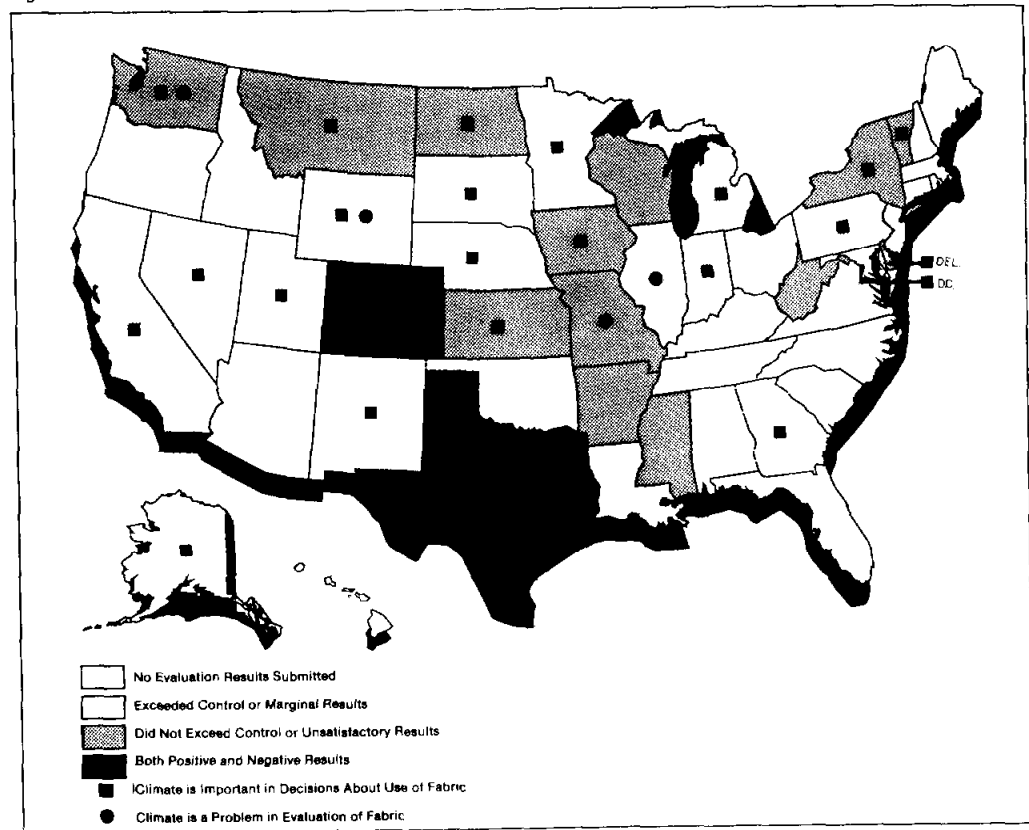 DEL.
D.C.
No Evaluation Results Submitted
Exceeded Control or Marginal Results
Did Not Exceed Control or Unsatisfactory Results
Both Positive and Negative Results
Climate is Important in Decisions About Use of Fabric
Climate is a Problem in Evaluation of Fabric